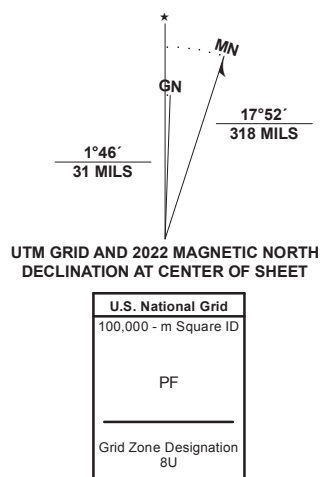 ★
MN
GN
17°52´
318 MILS
1°46´
31 MILS
UTM GRID AND 2022 MAGNETIC NORTH
DECLINATION AT CENTER OF SHEET
U.S. National Grid
100,000 - m Square ID
PF
Grid Zone Designation
8U